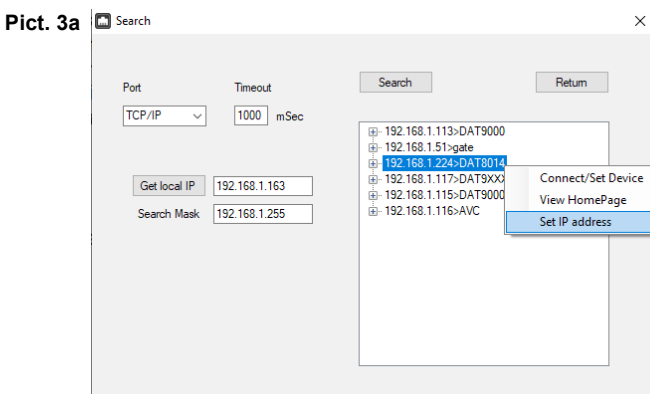 Pict. 3a
Search
Port
Timeout
Search
Return
TCP/IP
1000 mSec
192.168.1.113>DAT9000
192.168.1.51>gate
192.168.1.224>DAT8014
192.168.1.117>DAT9XXX
192.168.1.115>DAT9000
192.168.1.116>AVC
Connect/Set Device
View HomePage
Set IP address
Get local IP 192.168.1.163
Search Mask 192.168.1.255